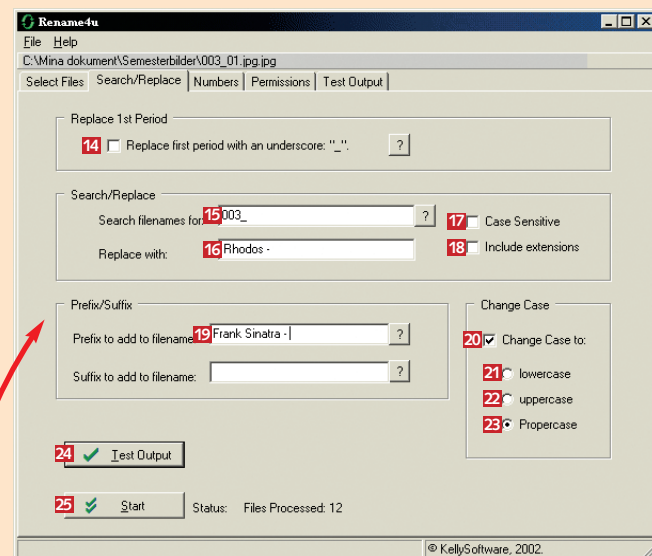 Rename4u
File Help
C:\Mina dokument\Semesterbilder\003_01.jpg.jpg
Select Files Search/Replace Numbers Permissions Test Output
Replace 1st Period
14 Replace first period with an underscore: "_". ?
Search/Replace
Search filenames for: 15 003_ ? 17 Case Sensitive
Replace with: 16 Rhodos - 18 Include extensions
Prefix/Suffix Change Case
Prefix to add to filename 19 Frank Sinatra - ? 20 Change Case to:
Suffix to add to filename: ? 21 lowercase
22 uppercase
23 Propercase
24 Test Output
25 Start Status: Files Processed: 12
© KellySoftware, 2002.